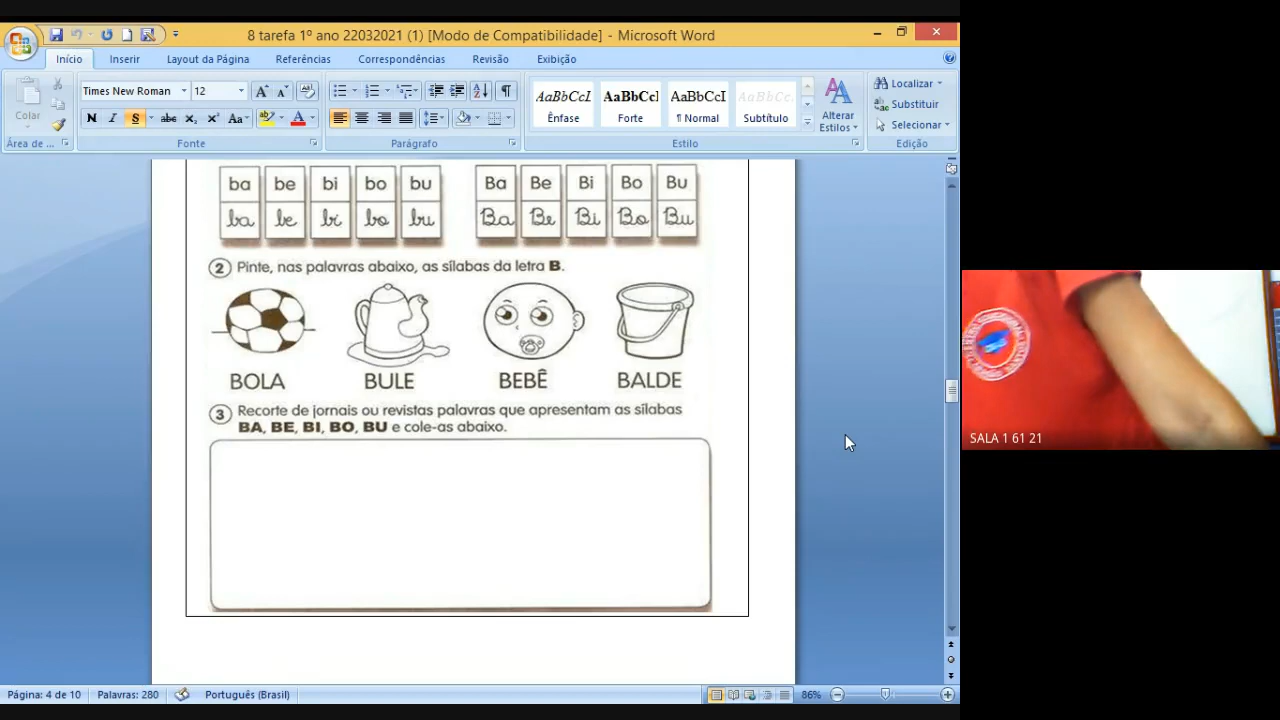 8 tarefa 1º ano 22032021 (1) [Modo de Compatibilidade] - Microsoft Word
Início Inserir Layout da Página Referências Correspondências Revisão Exibição
Times New Roman 12
AaBbCcI AaBbCcI AaBbCcI AaBbCc
Localizar
Substituir
Selecionar
Colar
N I S abc x₂ x² Aa
Ênfase Forte ¶ Normal Subtítulo
Alterar
Estilos
Área de ... Fonte Parágrafo Estilo Edição
ba be bi bo bu Ba Be Bi Bo Bu
ba be bi bo bu Ba Be Bi Bo Bu
2 Pinte, nas palavras abaixo, as sílabas da letra B.
BOLA BULE BEBÊ BALDE
3 Recorte de jornais ou revistas palavras que apresentam as sílabas
BA, BE, BI, BO, BU e cole-as abaixo.
SALA 1 61 21
Página: 4 de 10 Palavras: 280 Português (Brasil) 86%